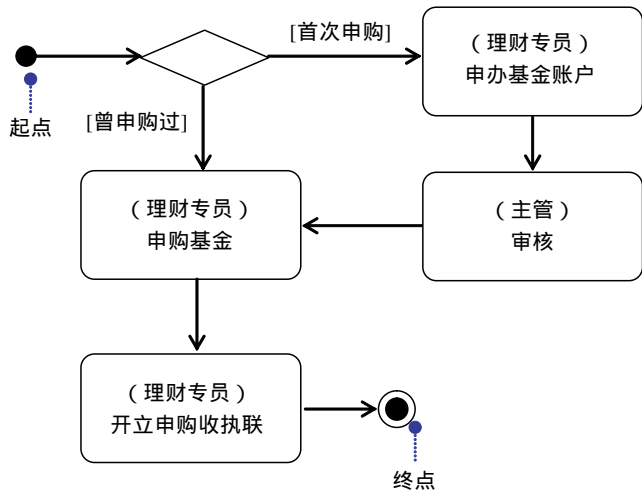 [首次申购]
（理财专员）
申办基金账户
起点
[曾申购过]
（理财专员）
申购基金
（主管）
审核
（理财专员）
开立申购收执联
终点